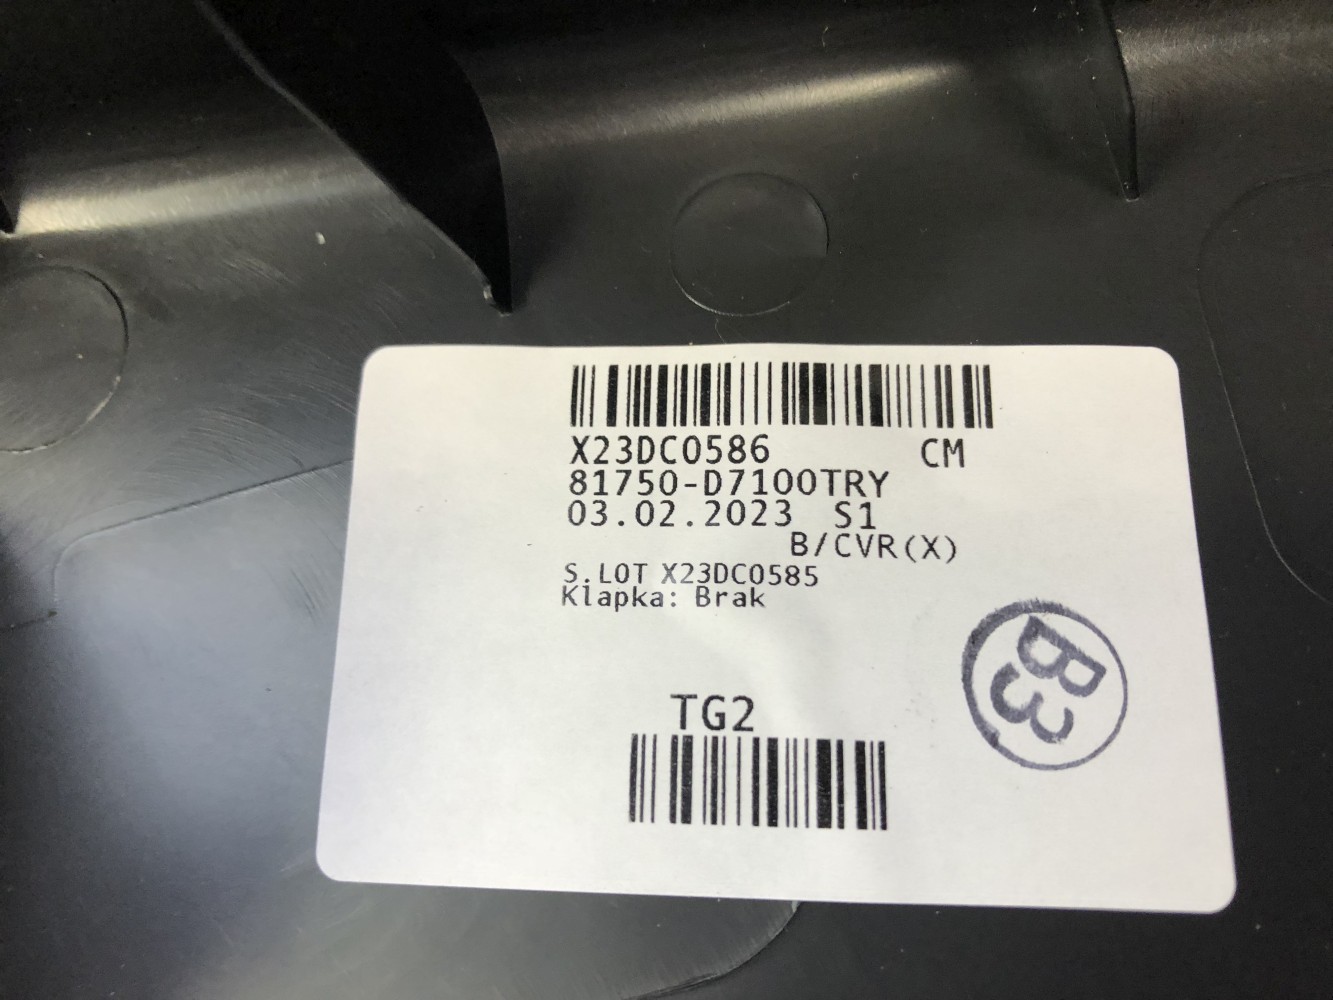 X23DC0586 CM
81750-D7100TRY
03.02.2023 S1
B/CVR(X)
S.LOT X23DC0585
Klapka: Brak
B3
TG2